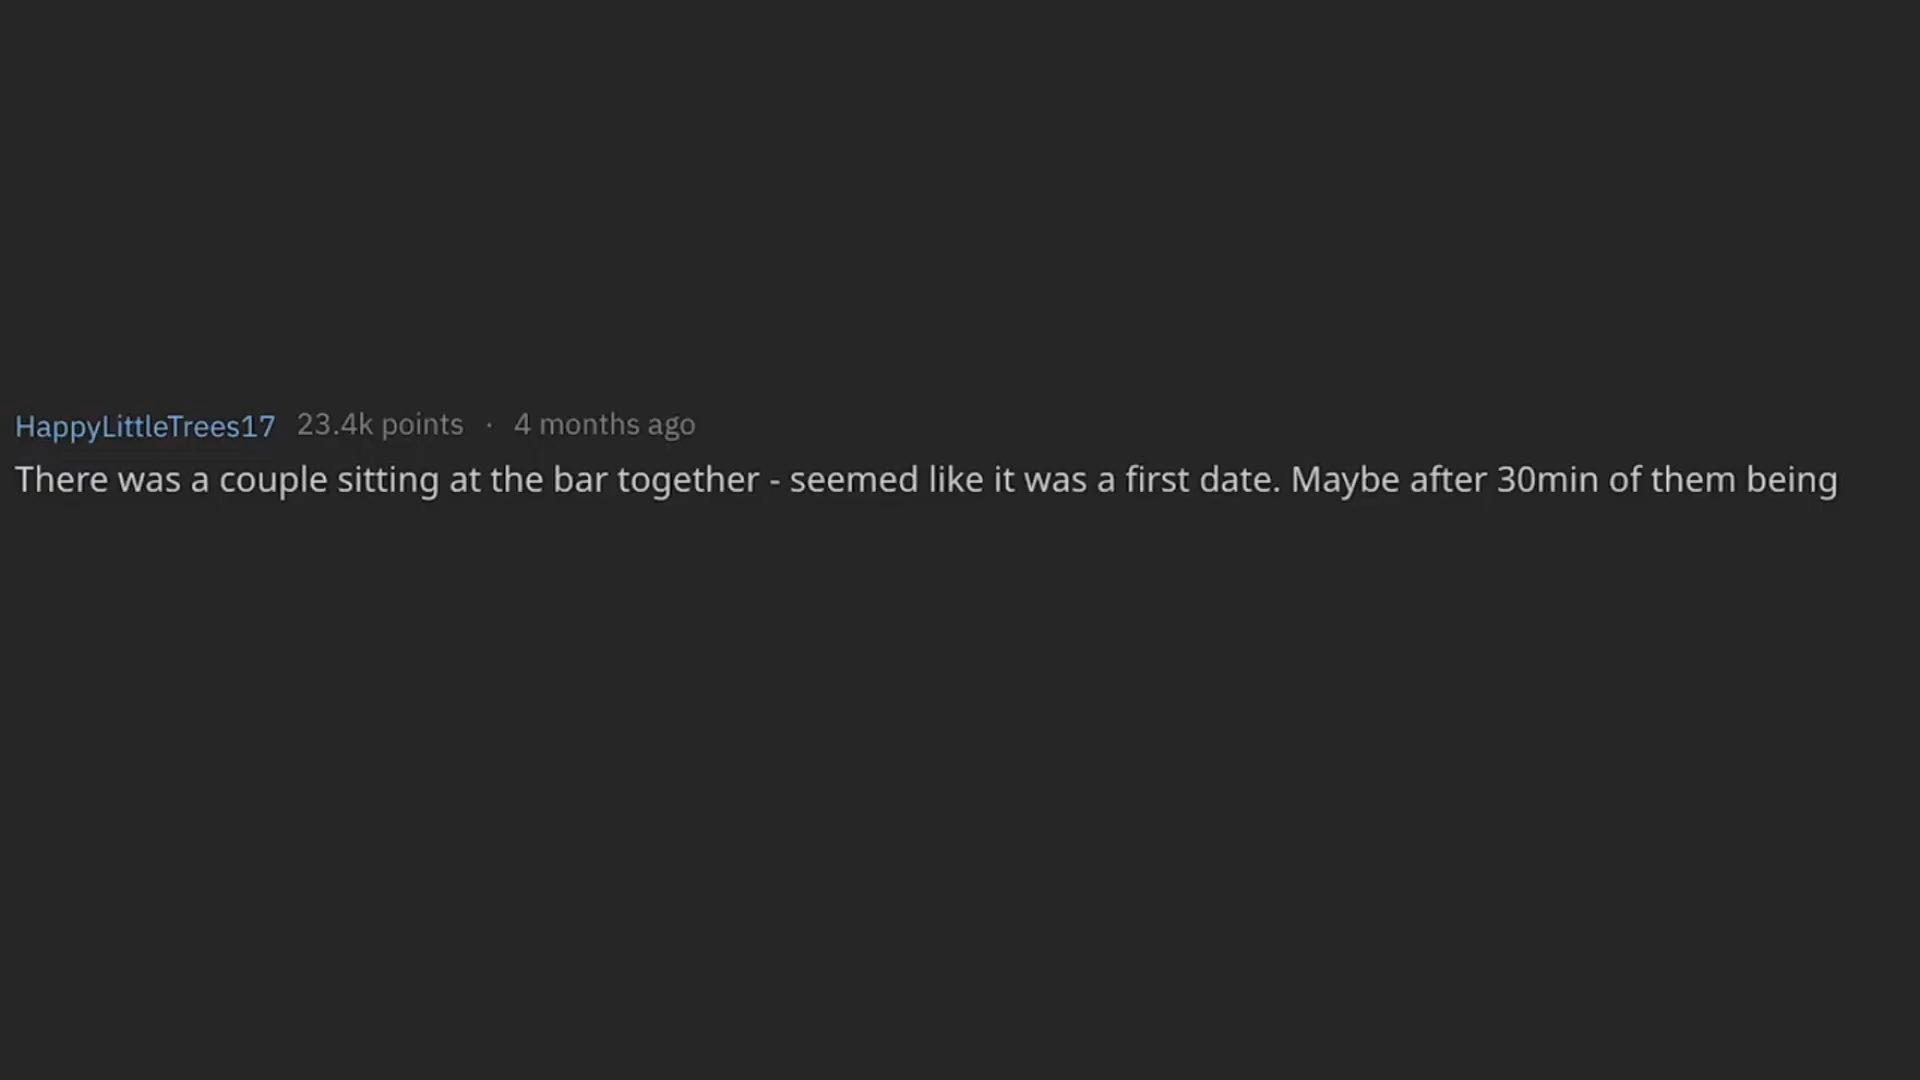 HappyLittleTrees17 23.4k points · 4 months ago
There was a couple sitting at the bar together - seemed like it was a first date. Maybe after 30min of them being